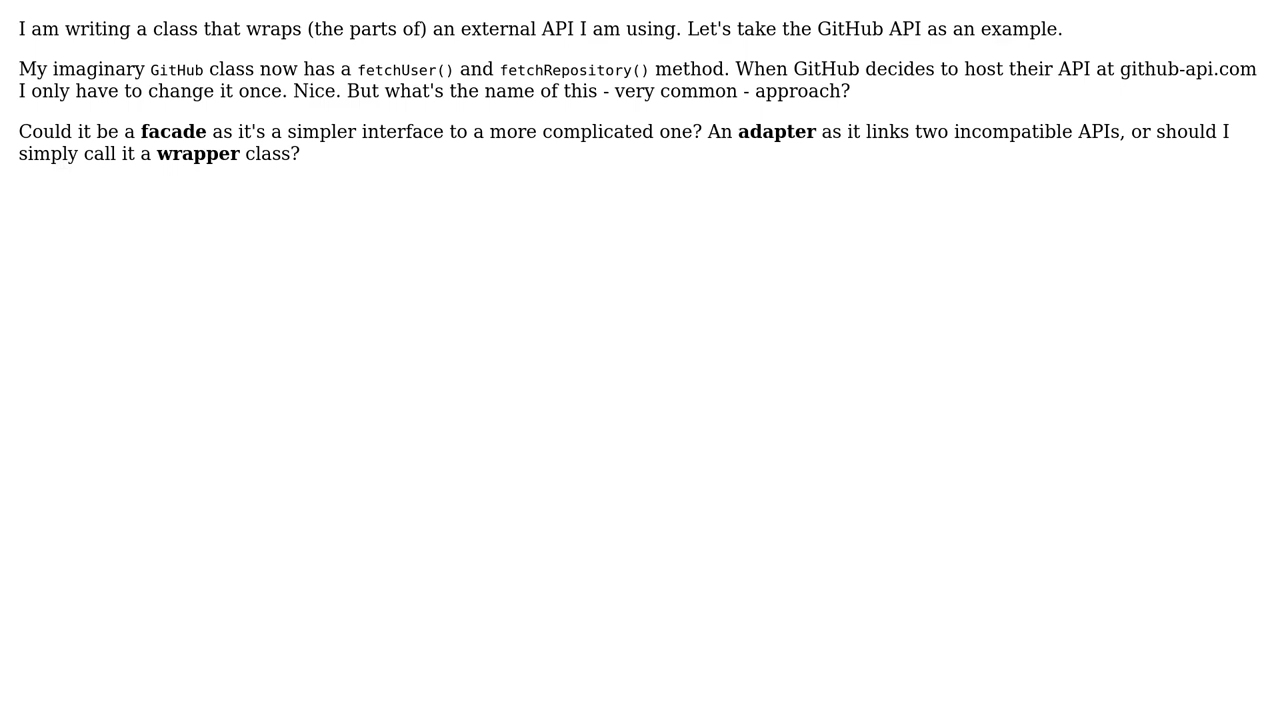 I am writing a class that wraps (the parts of) an external API I am using. Let's take the GitHub API as an example.
My imaginary GitHub class now has a fetchUser() and fetchRepository() method. When GitHub decides to host their API at github-api.com
I only have to change it once. Nice. But what's the name of this - very common - approach?
Could it be a facade as it's a simpler interface to a more complicated one? An adapter as it links two incompatible APIs, or should I
simply call it a wrapper class?